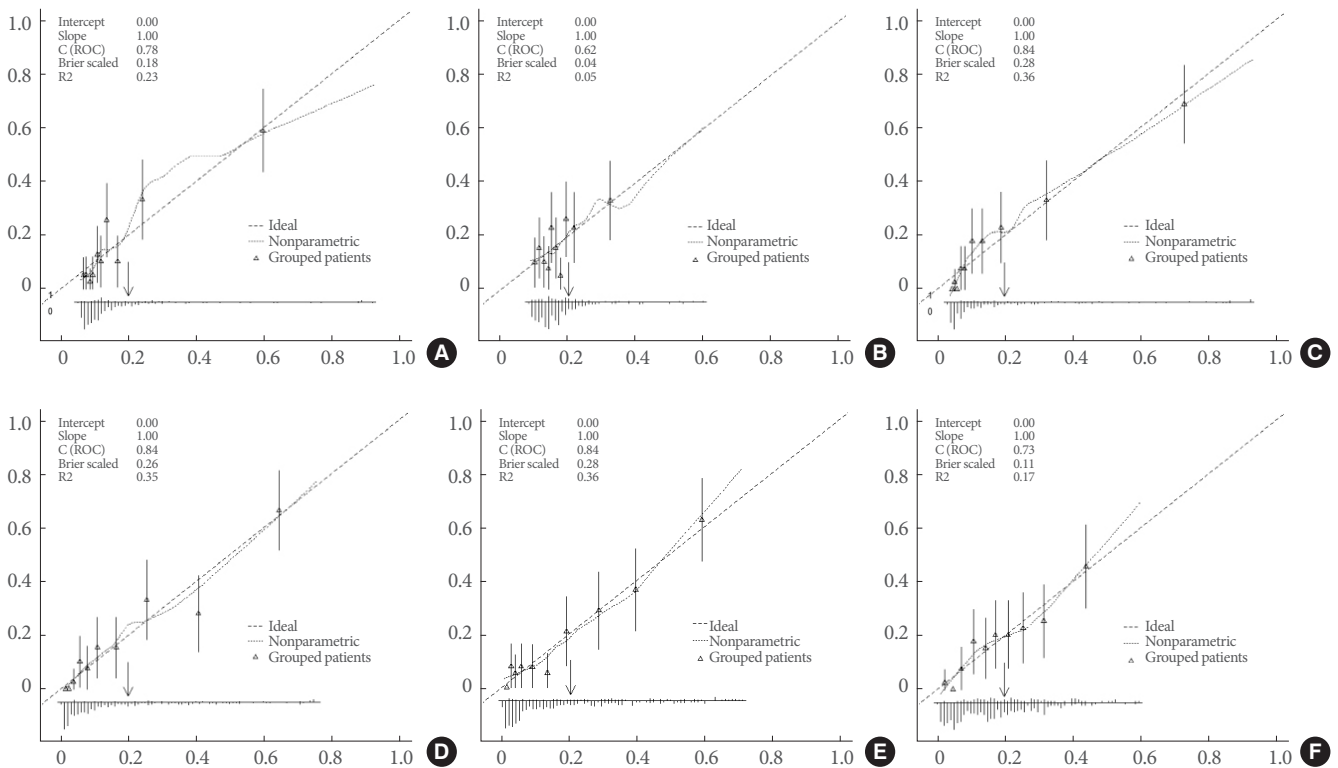 1.0
0.8
0.6
0.4
0.2
0
Intercept 0.00
Slope 1.00
C (ROC) 0.78
Brier scaled 0.18
R2 0.23
Ideal
Nonparametric
Grouped patients
1
0
0 0.2 0.4 0.6 0.8 1.0
A
1.0
0.8
0.6
0.4
0.2
0
Intercept 0.00
Slope 1.00
C (ROC) 0.62
Brier scaled 0.04
R2 0.05
Ideal
Nonparametric
Grouped patients
0 0.2 0.4 0.6 0.8 1.0
B
1.0
0.8
0.6
0.4
0.2
0
Intercept 0.00
Slope 1.00
C (ROC) 0.84
Brier scaled 0.28
R2 0.36
Ideal
Nonparametric
Grouped patients
1
0
0 0.2 0.4 0.6 0.8 1.0
C
1.0
0.8
0.6
0.4
0.2
0
Intercept 0.00
Slope 1.00
C (ROC) 0.84
Brier scaled 0.26
R2 0.35
Ideal
Nonparametric
Grouped patients
0 0.2 0.4 0.6 0.8 1.0
D
1.0
0.8
0.6
0.4
0.2
0
Intercept 0.00
Slope 1.00
C (ROC) 0.84
Brier scaled 0.28
R2 0.36
Ideal
Nonparametric
Grouped patients
0 0.2 0.4 0.6 0.8 1.0
E
1.0
0.8
0.6
0.4
0.2
0
Intercept 0.00
Slope 1.00
C (ROC) 0.73
Brier scaled 0.11
R2 0.17
Ideal
Nonparametric
Grouped patients
0 0.2 0.4 0.6 0.8 1.0
F